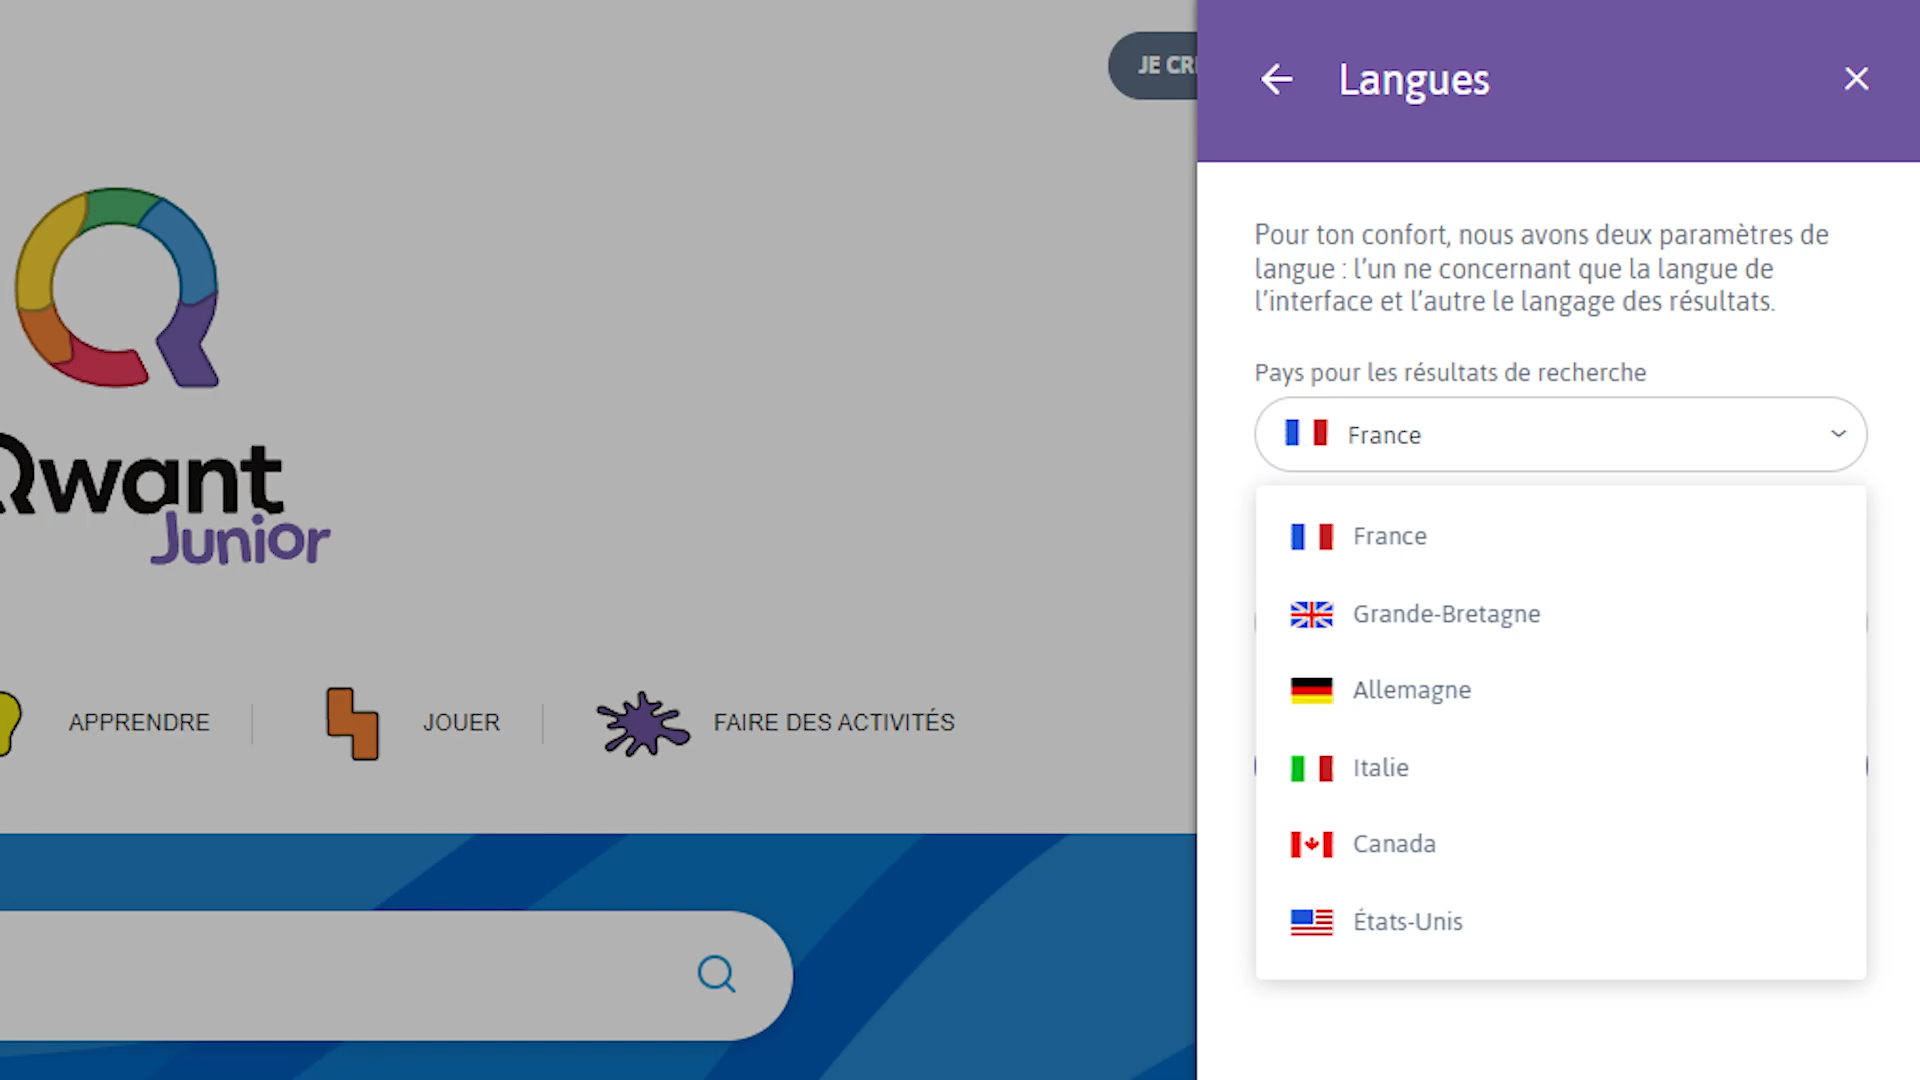 JE CR
Langues
Pour ton confort, nous avons deux paramètres de
langue : l’un ne concernant que la langue de
l’interface et l’autre le langage des résultats.
Pays pour les résultats de recherche
France
Qwant
Junior
France
Grande-Bretagne
Allemagne
Italie
Canada
États-Unis
APPRENDRE
JOUER
FAIRE DES ACTIVITÉS